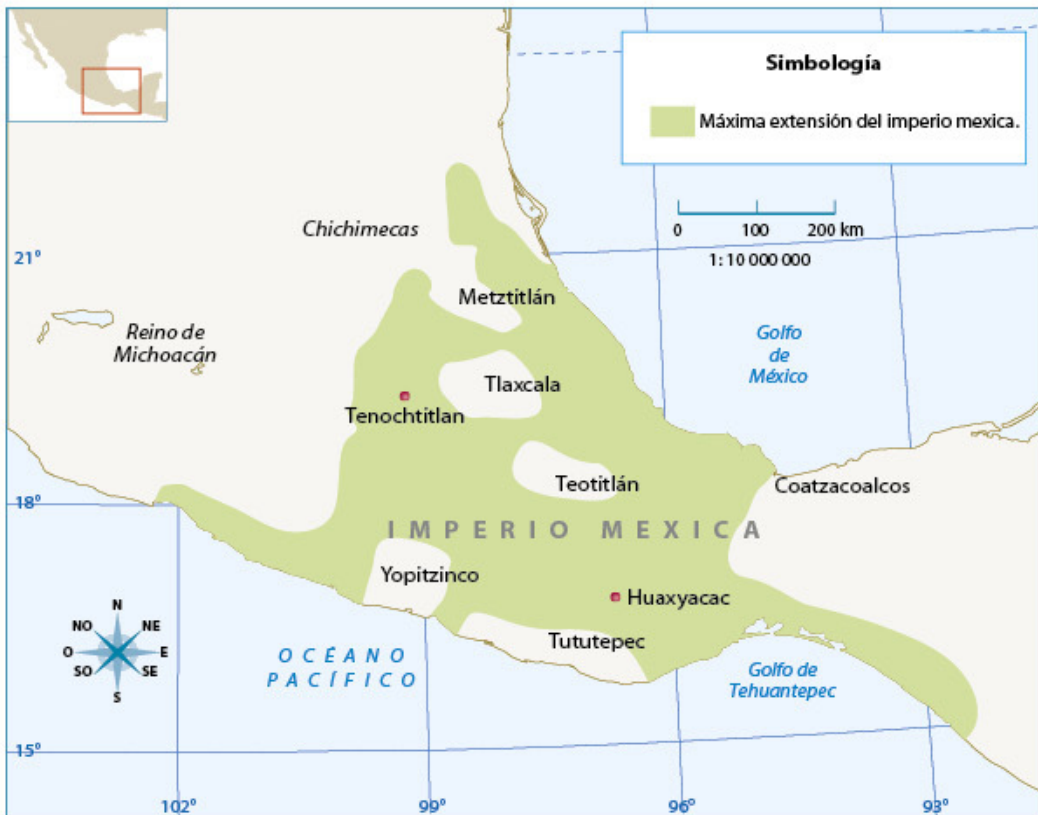 Simbología
Máxima extensión del imperio mexica.
0 100 200 km
1: 10 000 000
Chichimecas
21°
Metztitlán
Golfo
de
México
Reino de
Michoacán
Tlaxcala
Tenochtitlan
Teotitlán
Coatzacoalcos
18°
IMPERIO MEXICA
Yopitzinco
Huaxyacac
N
NO NE
O E
SO SE
S
Tututepec
OCÉANO
PACÍFICO
Golfo de
Tehuantepec
15°
102° 99° 96° 93°